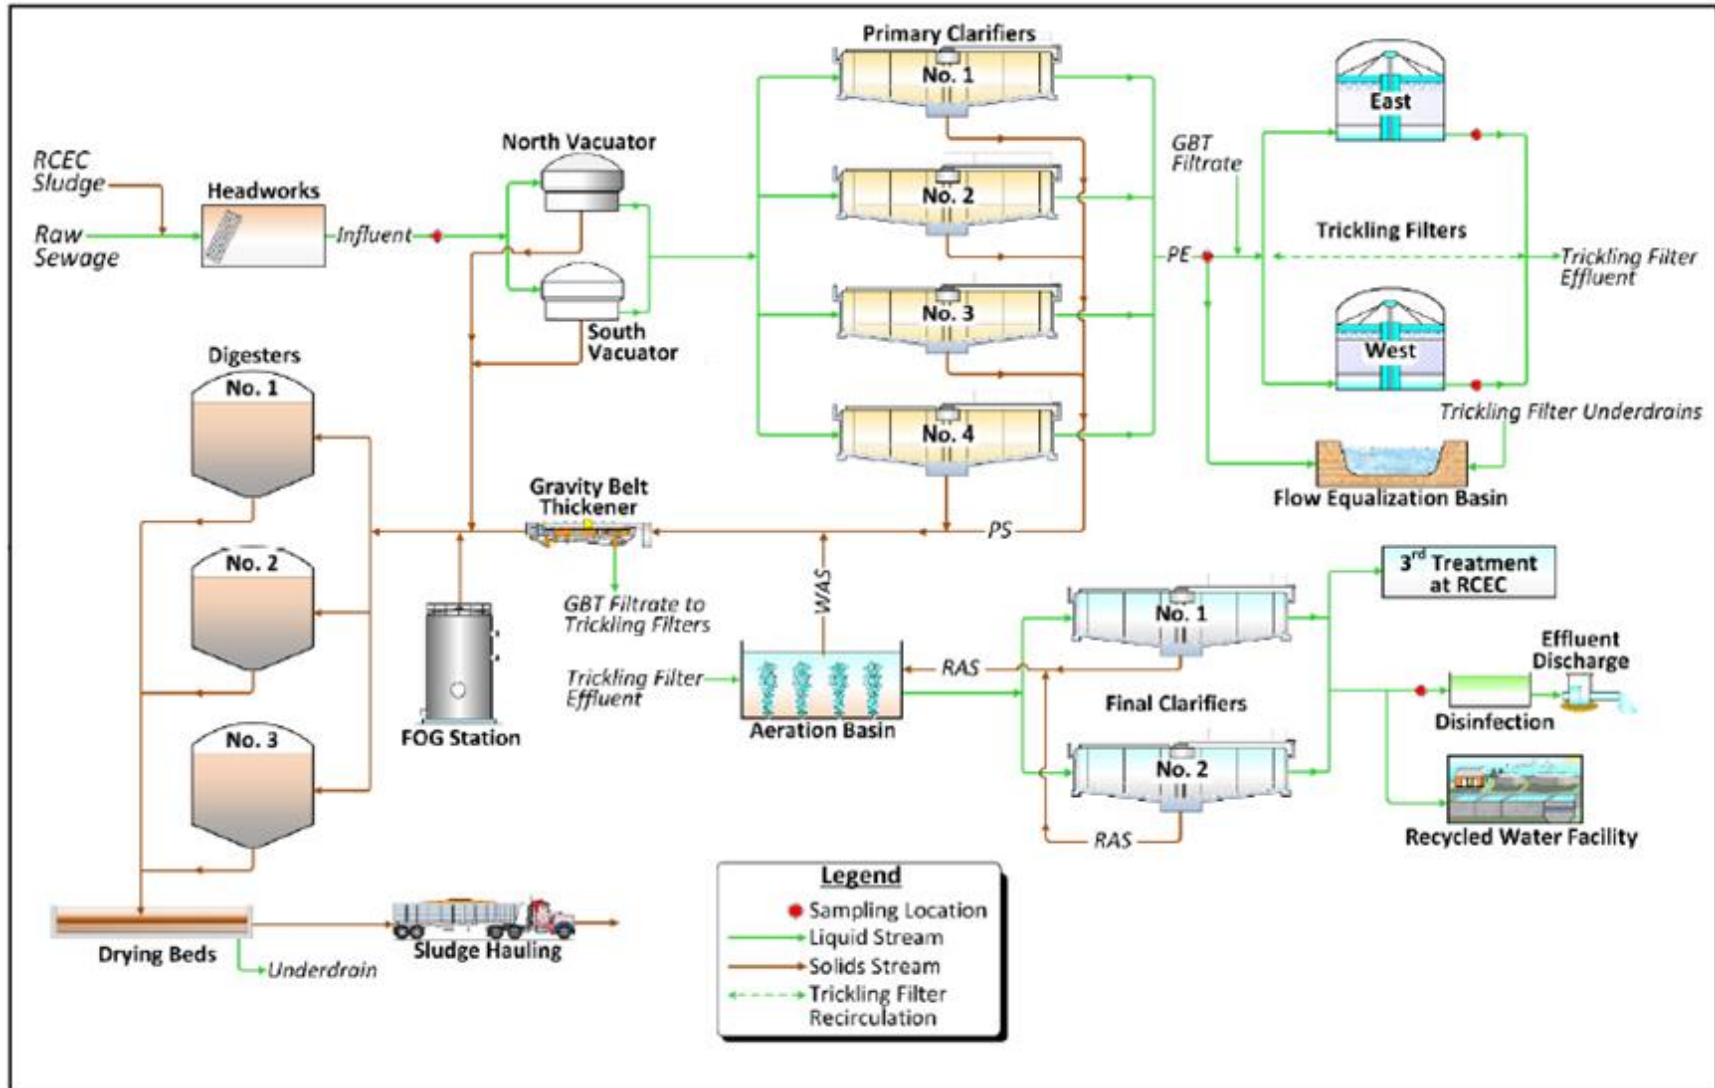 Primary Clarifiers
No. 1
No. 2
No. 3
No. 4
East
GBT
Filtrate
Trickling Filters
PE
Trickling Filter
Effluent
West
Trickling Filter Underdrains
Flow Equalization Basin
RCEC
Sludge
Headworks
Raw
Sewage
Influent
North Vacuator
South
Vacuator
Digesters
No. 1
No. 2
No. 3
Gravity Belt
Thickener
PS
GBT Filtrate to
Trickling Filters
WAS
FOG Station
Trickling Filter
Effluent
Aeration Basin
RAS
No. 1
Final Clarifiers
No. 2
RAS
3rd Treatment
at RCEC
Effluent
Discharge
Disinfection
Recycled Water Facility
Drying Beds
Underdrain
Sludge Hauling
Legend
Sampling Location
Liquid Stream
Solids Stream
Trickling Filter
Recirculation